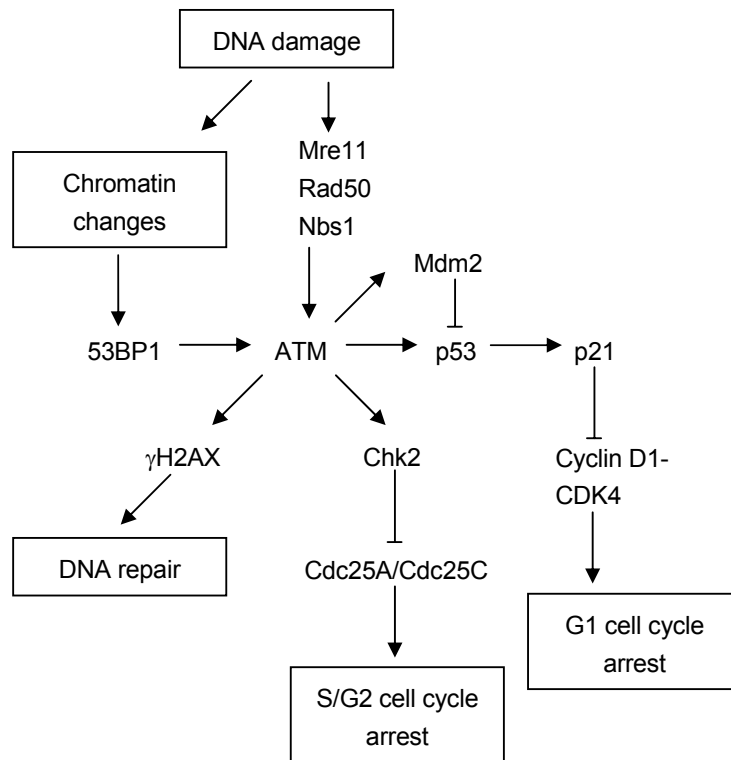 DNA damage
Mre11
Rad50
Nbs1
Chromatin
changes
Mdm2
53BP1
ATM
p53
p21
γH2AX
Chk2
Cyclin D1-
CDK4
DNA repair
Cdc25A/Cdc25C
G1 cell cycle
arrest
S/G2 cell cycle
arrest